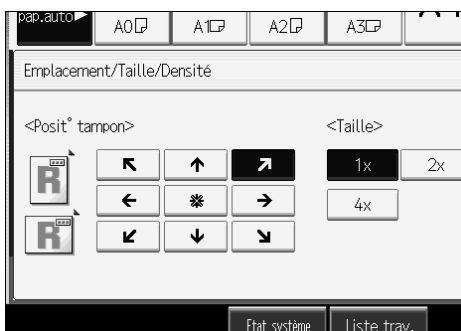 pap.auto►
A0 A1 A2 A3
Emplacement/Taille/Densité
<Posit° tampon> <Taille>
R
1x 2x
R
4x
Etat système Liste trav.